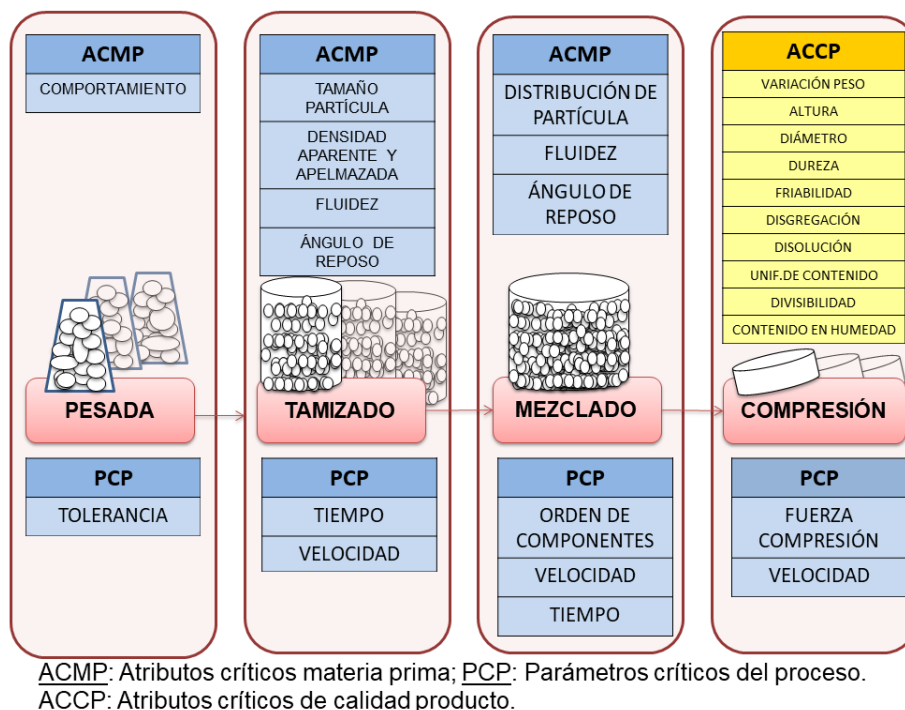 ACMP
COMPORTAMIENTO
PESADA
PCP
TOLERANCIA
ACMP
TAMAÑO
PARTÍCULA
DENSIDAD
APARENTE Y
APELMAZADA
FLUIDEZ
ÁNGULO DE
REPOSO
TAMIZADO
PCP
TIEMPO
VELOCIDAD
ACMP
DISTRIBUCIÓN DE
PARTÍCULA
FLUIDEZ
ÁNGULO DE
REPOSO
MEZCLADO
PCP
ORDEN DE
COMPONENTES
VELOCIDAD
TIEMPO
ACCP
VARIACIÓN PESO
ALTURA
DIÁMETRO
DUREZA
FRIABILIDAD
DISGREGACIÓN
DISOLUCIÓN
UNIF.DE CONTENIDO
DIVISIBILIDAD
CONTENIDO EN HUMEDAD
COMPRESIÓN
PCP
FUERZA
COMPRESIÓN
VELOCIDAD
ACMP: Atributos críticos materia prima; PCP: Parámetros críticos del proceso.
ACCP: Atributos críticos de calidad producto.